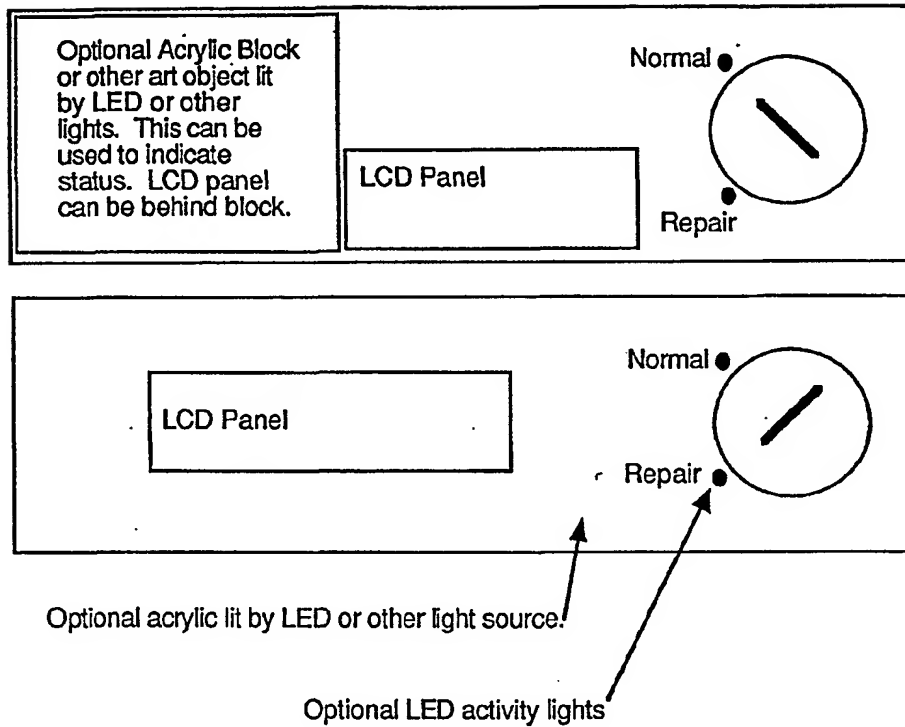 Optional Acrylic Block
or other art object lit
by LED or other
lights. This can be
used to indicate
status. LCD panel
can be behind block.
LCD Panel
Normal
Repair
LCD Panel
Normal
Repair
Optional acrylic lit by LED or other light source.
Optional LED activity lights